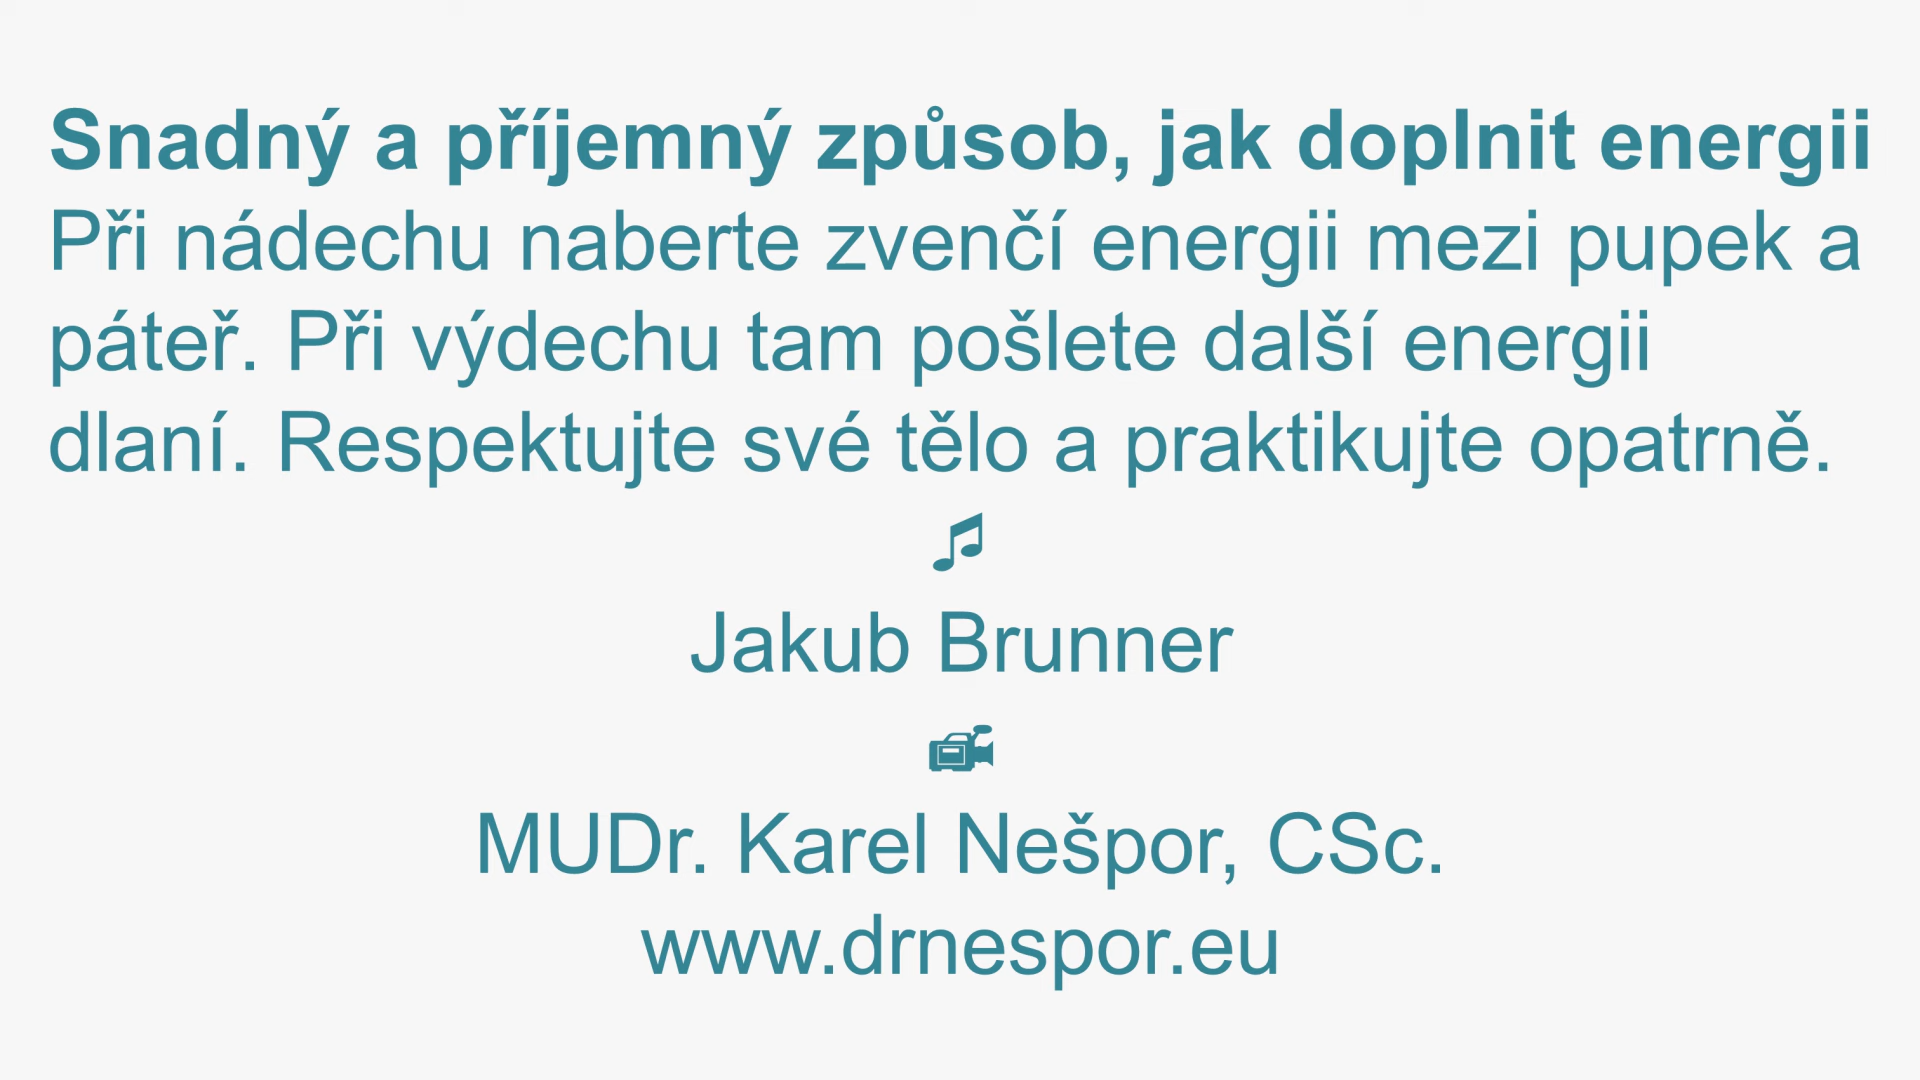 Snadný a příjemný způsob, jak doplnit energii
Při nádechu naberte zvenčí energii mezi pupek a
páteř. Při výdechu tam pošlete další energii
dlaní. Respektujte své tělo a praktikujte opatrně.
Jakub Brunner
MUDr. Karel Nešpor, CSc.
www.drnespor.eu